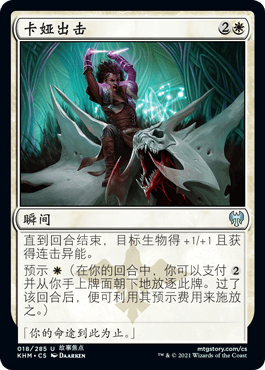 卡娅出击 2
瞬间
直到回合结束，目标生物得+1/+1且获
得连击异能。
预示（在你的回合中，你可以支付2
并从你手上牌面朝下地放逐此牌。过了
该回合后，便可利用其预示费用来施放
之。）
「你的命途到此为止。」
018/285 U 故事焦点
KHM • CS DAARKEN
mtgstory.com/cs
™ & © 2021 Wizards of the Coast